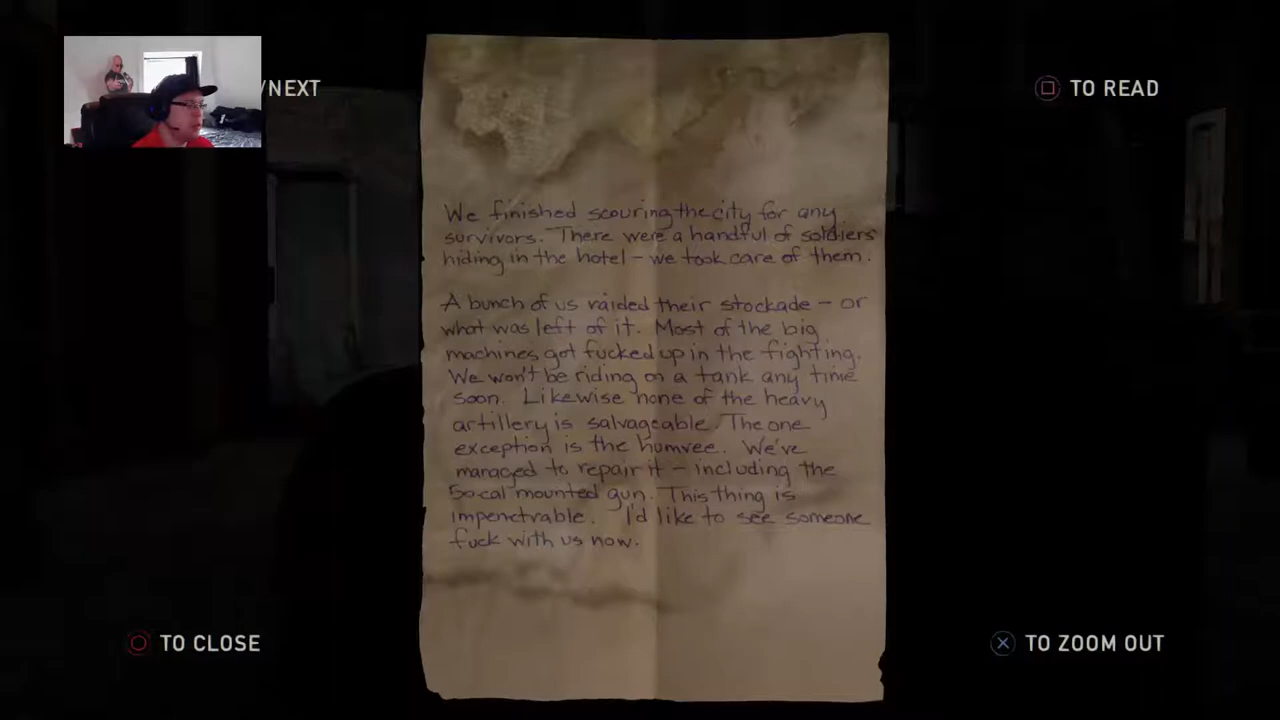 /NEXT
TO READ
We finished scouring the city for any
survivors. There were a handful of soldiers
hiding in the hotel - we took care of them.
A bunch of us raided their stockade - or
what was left of it. Most of the big
machines got fucked up in the fighting.
We won't be riding on a tank any time
soon. Likewise none of the heavy
artillery is salvageable. The one
exception is the humvee. We've
managed to repair it - including the
50cal mounted gun. This thing is
impenetrable. I'd like to see someone
fuck with us now.
TO CLOSE
TO ZOOM OUT